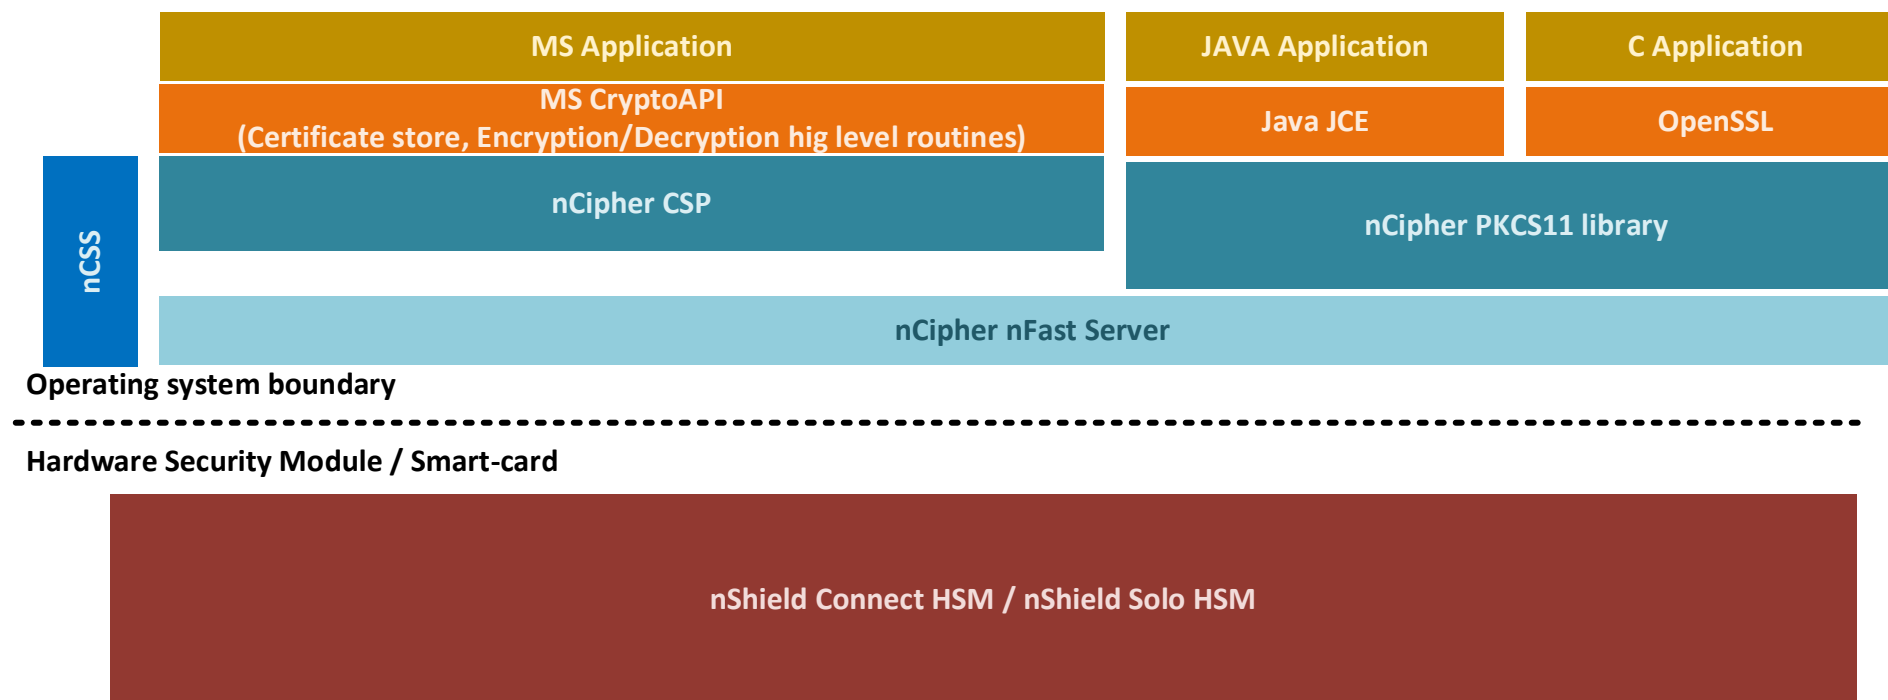 MS Application
JAVA Application
C Application
MS CryptoAPI
(Certificate store, Encryption/Decryption hig level routines)
Java JCE
OpenSSL
nCSS
nCipher CSP
nCipher PKCS11 library
nCipher nFast Server
Operating system boundary
Hardware Security Module / Smart-card
nShield Connect HSM / nShield Solo HSM